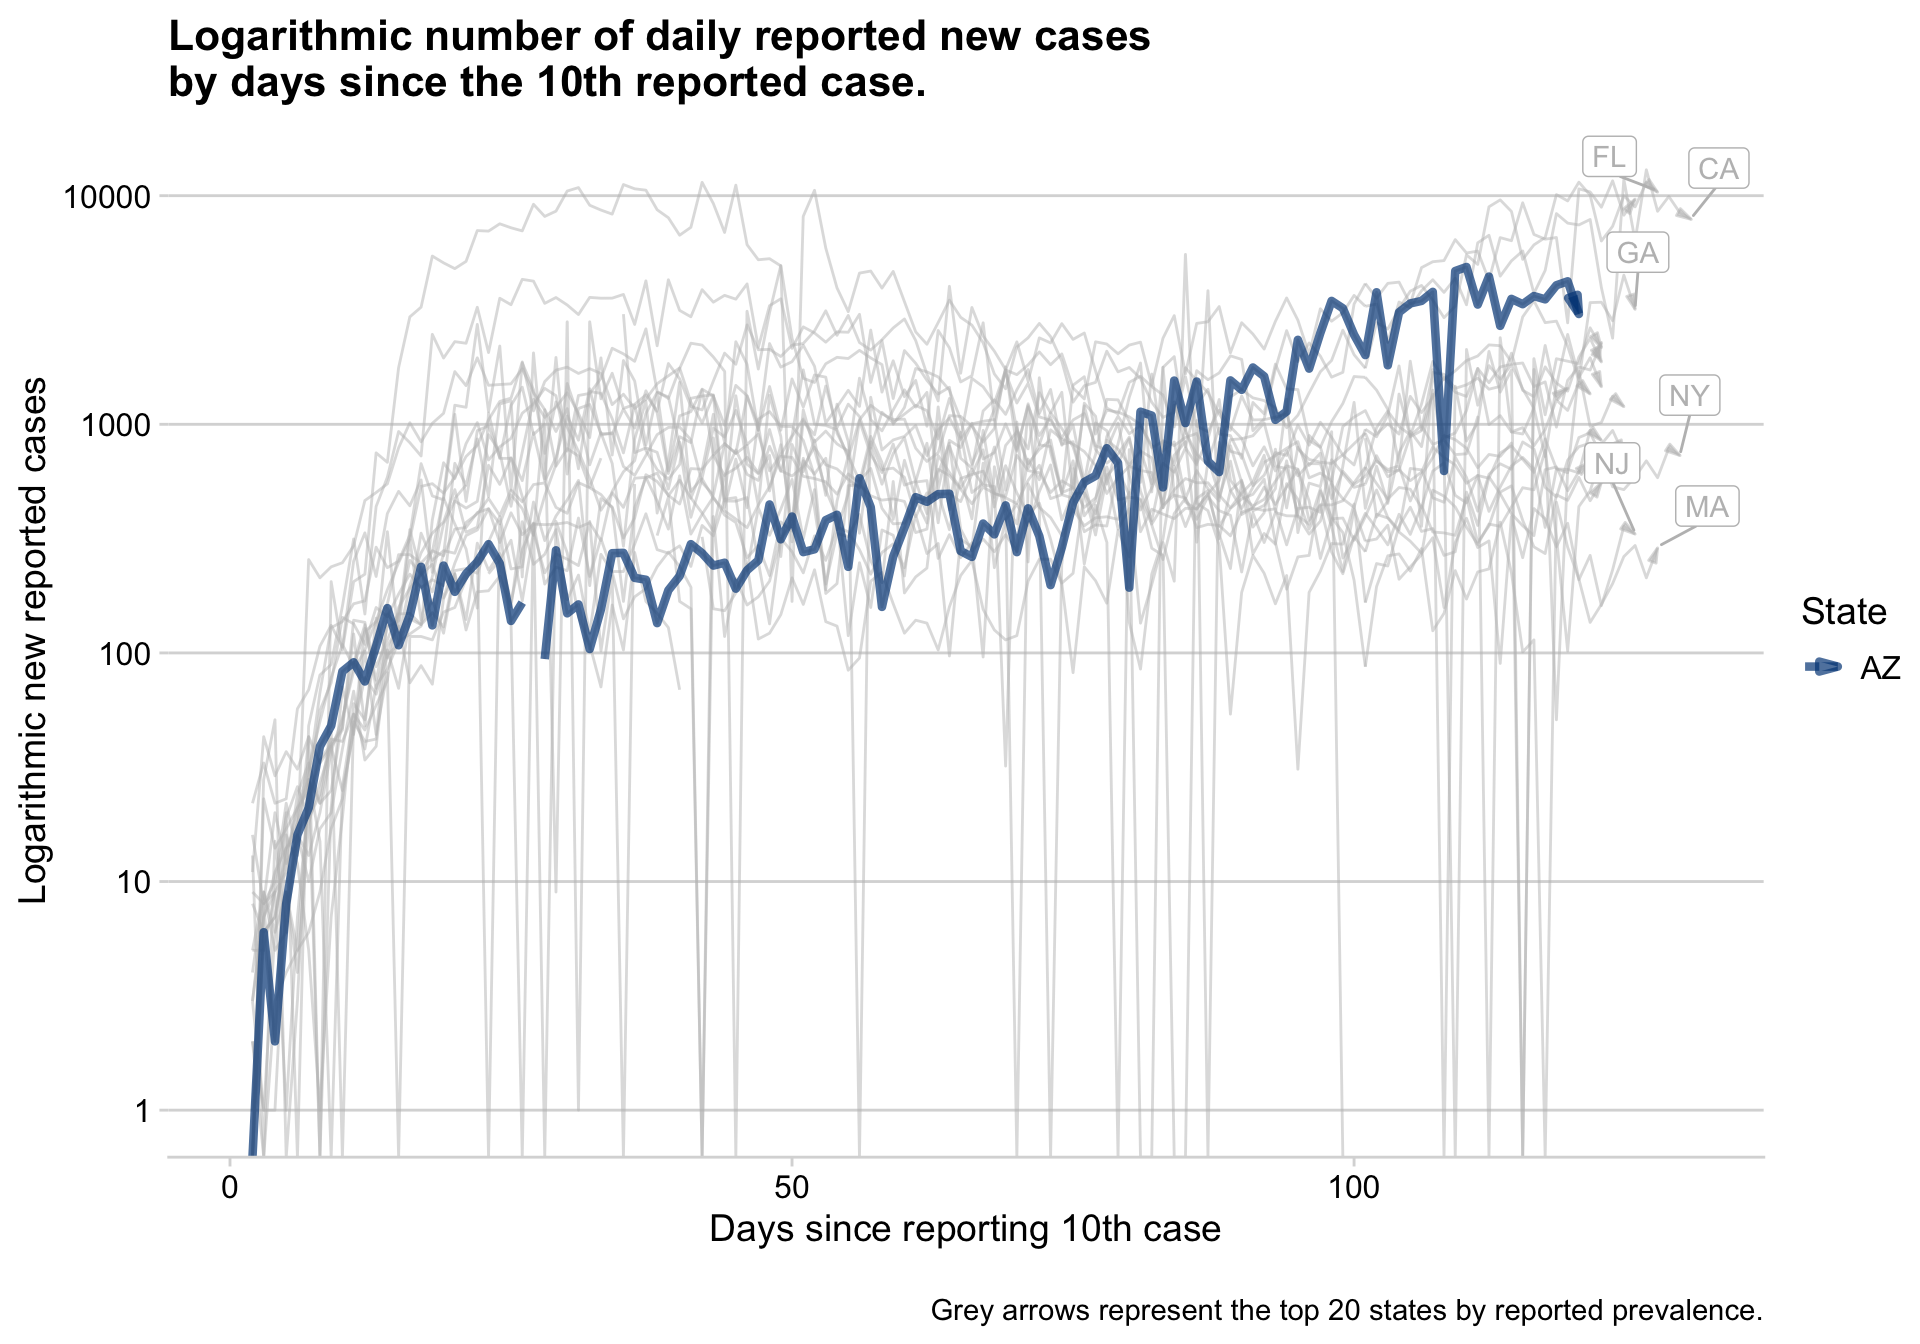 Logarithmic number of daily reported new cases
by days since the 10th reported case.
Logarithmic new reported cases
10000
1000
100
10
1
FL
CA
GA
NY
NJ
MA
State
AZ
0
50
100
Days since reporting 10th case
Grey arrows represent the top 20 states by reported prevalence.